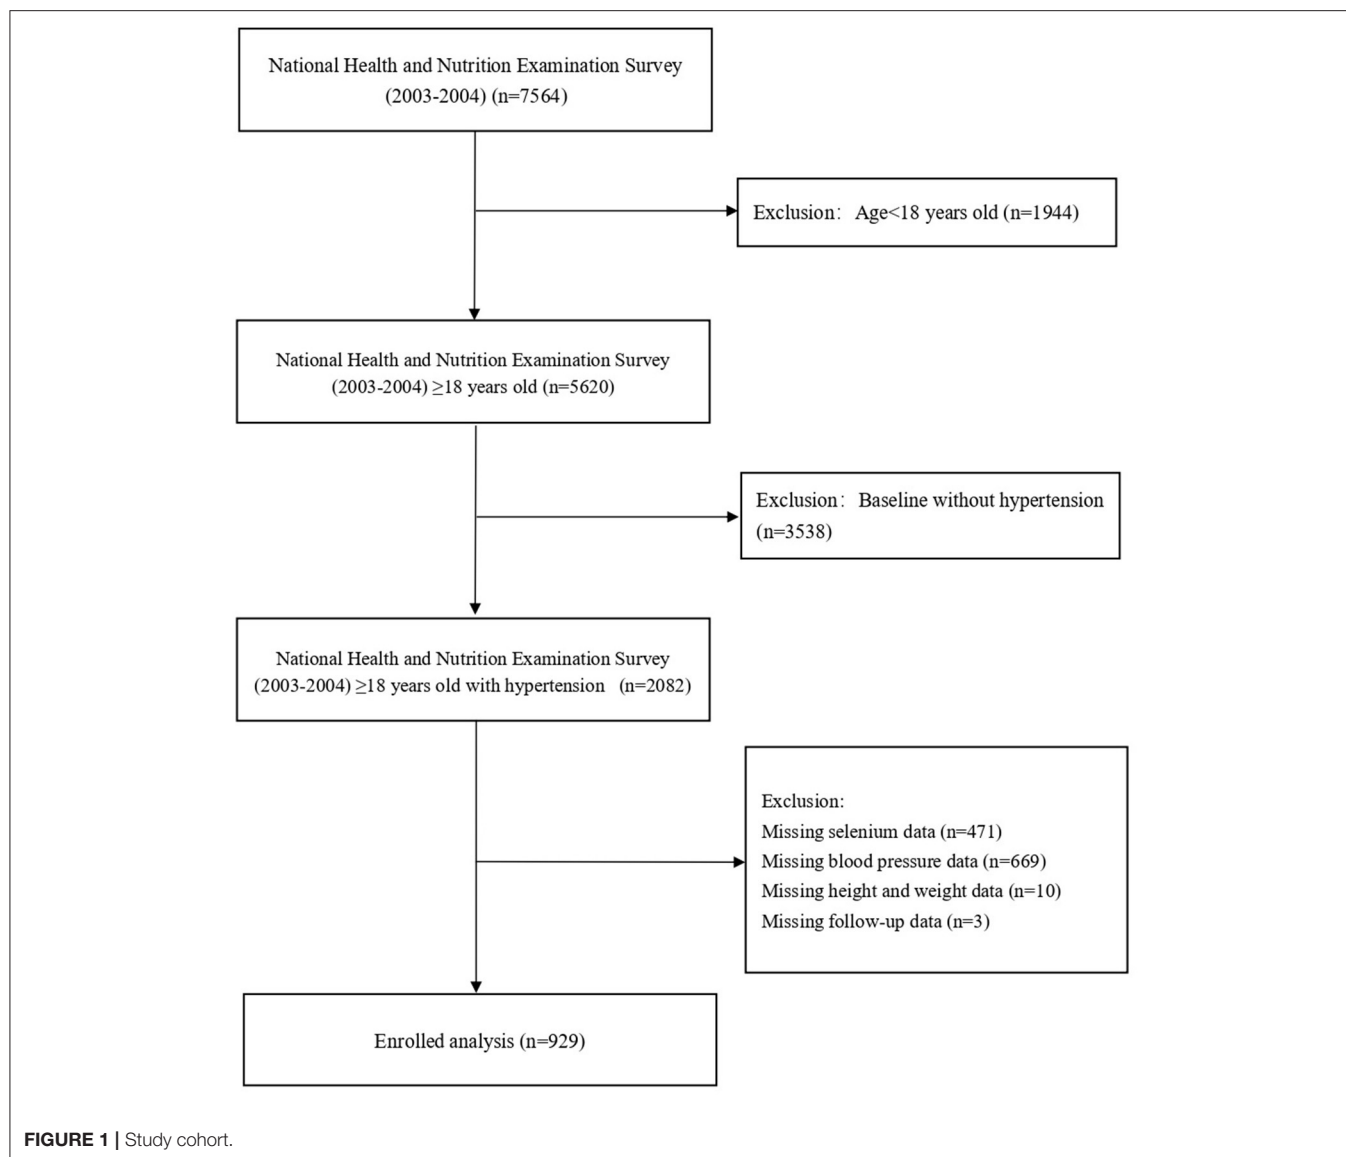 National Health and Nutrition Examination Survey
(2003-2004) (n=7564)
Exclusion： Age<18 years old (n=1944)
National Health and Nutrition Examination Survey
(2003-2004) ≥18 years old (n=5620)
Exclusion： Baseline without hypertension
(n=3538)
National Health and Nutrition Examination Survey
(2003-2004) ≥18 years old with hypertension (n=2082)
Exclusion:
Missing selenium data (n=471)
Missing blood pressure data (n=669)
Missing height and weight data (n=10)
Missing follow-up data (n=3)
Enrolled analysis (n=929)
FIGURE 1 | Study cohort.